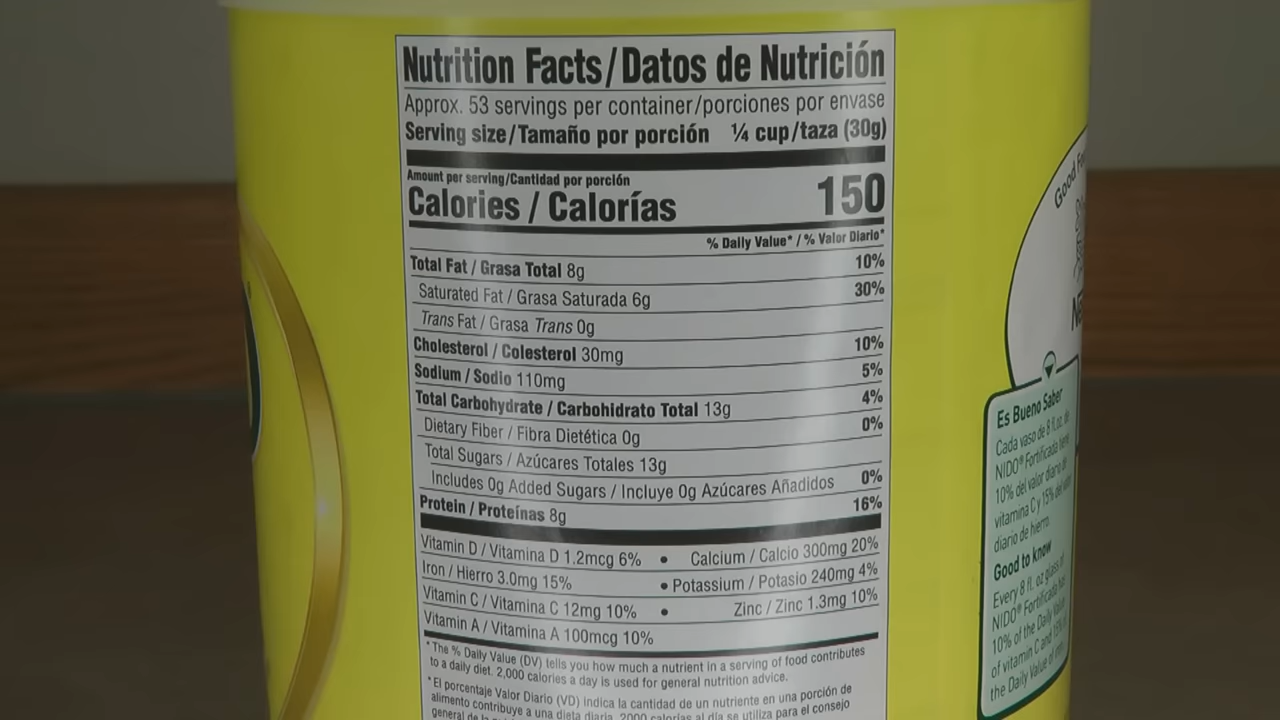 Nutrition Facts/Datos de Nutrición
Approx. 53 servings per container/porciones por envase
Serving size/Tamaño por porción ¼ cup/taza (30g)
Amount per serving/Cantidad por porción
Calories / Calorías 150
% Daily Value* / % Valor Diario*
Total Fat / Grasa Total 8g 10%
Saturated Fat / Grasa Saturada 6g 30%
Trans Fat / Grasa Trans 0g
Cholesterol / Colesterol 30mg 10%
Sodium / Sodio 110mg 5%
Total Carbohydrate / Carbohidrato Total 13g 4%
Dietary Fiber / Fibra Dietética 0g 0%
Total Sugars / Azúcares Totales 13g
Includes 0g Added Sugars / Incluye 0g Azúcares Añadidos 0%
Protein / Proteínas 8g 16%
Vitamin D / Vitamina D 1.2mcg 6% • Calcium / Calcio 300mg 20%
Iron / Hierro 3.0mg 15% • Potassium / Potasio 240mg 4%
Vitamin C / Vitamina C 12mg 10% • Zinc / Zinc 1.3mg 10%
Vitamin A / Vitamina A 100mcg 10%
*The % Daily Value (DV) tells you how much a nutrient in a serving of food contributes
to a daily diet. 2,000 calories a day is used for general nutrition advice.
*El porcentaje Valor Diario (VD) indica la cantidad de un nutriente en una porción de
alimento contribuye a una dieta diaria. 2000 calorías al día se utiliza para el consejo
general de
Good
Es Bueno Saber
Cada vaso de 8 fl.oz. de
NIDO® Fortificada
10% del valor diario de
vitamina C y 15% del
diario de hierro.
Good to know
Every 8 fl. oz glass of
NIDO® Fortificada
10% of the Daily Value
of vitamin C and 15%
the Daily Value of